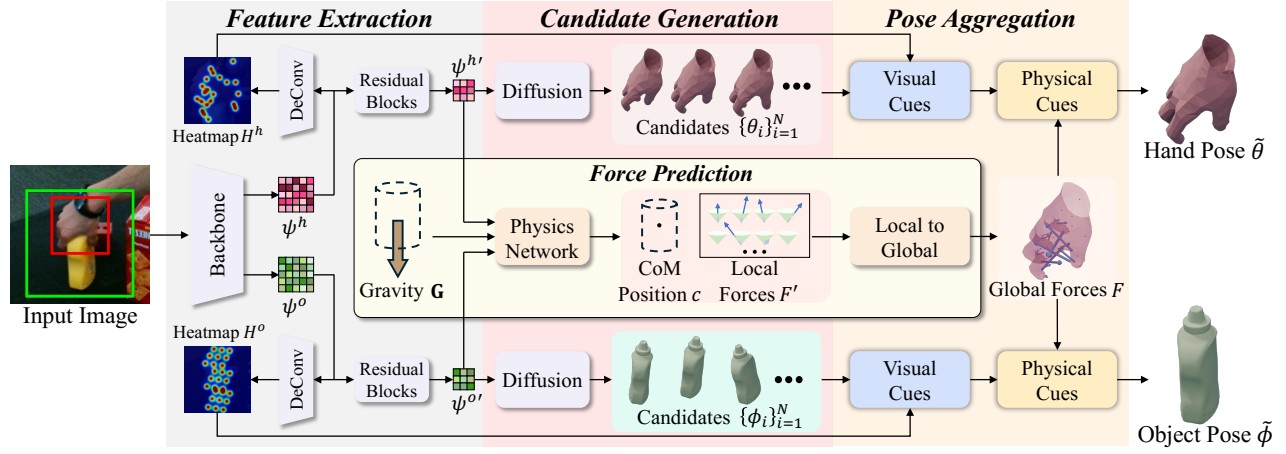 Feature Extraction
Candidate Generation
Pose Aggregation
DeConv
Residual
Blocks
ψ^{h′}
Diffusion
Candidates {θ_i}_{i=1}^N
Visual
Cues
Physical
Cues
Heatmap H^h
Hand Pose θ̃
Backbone
ψ^h
ψ^o
Input Image
Force Prediction
Gravity G
Physics
Network
CoM
Position c
Local
Forces F′
Local to
Global
Global Forces F
Heatmap H^o
DeConv
Residual
Blocks
ψ^{o′}
Diffusion
Candidates {ϕ_i}_{i=1}^N
Visual
Cues
Physical
Cues
Object Pose ϕ̃